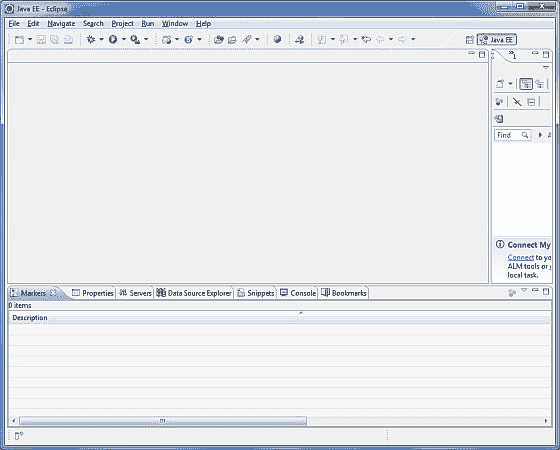 Java EE - Eclipse
File Edit Navigate Search Project Run Window Help
Java EE
Find
Connect My
Connect to yo
ALM tools or
local task.
Markers Properties Servers Data Source Explorer Snippets Console Bookmarks
0 items
Description